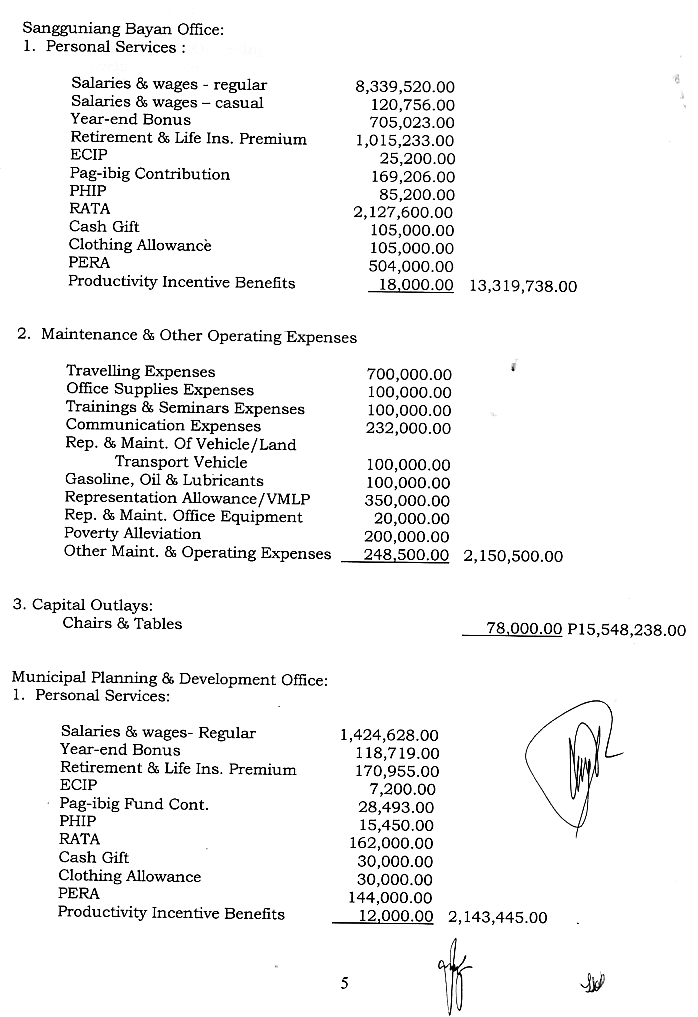 Sangguniang Bayan Office:
1. Personal Services :
Salaries & wages - regular 8,339,520.00
Salaries & wages – casual 120,756.00
Year-end Bonus 705,023.00
Retirement & Life Ins. Premium 1,015,233.00
ECIP 25,200.00
Pag-ibig Contribution 169,206.00
PHIP 85,200.00
RATA 2,127,600.00
Cash Gift 105,000.00
Clothing Allowance 105,000.00
PERA 504,000.00
Productivity Incentive Benefits 18,000.00 13,319,738.00
2. Maintenance & Other Operating Expenses
Travelling Expenses 700,000.00
Office Supplies Expenses 100,000.00
Trainings & Seminars Expenses 100,000.00
Communication Expenses 232,000.00
Rep. & Maint. Of Vehicle/Land
Transport Vehicle 100,000.00
Gasoline, Oil & Lubricants 100,000.00
Representation Allowance/VMLP 350,000.00
Rep. & Maint. Office Equipment 20,000.00
Poverty Alleviation 200,000.00
Other Maint. & Operating Expenses 248,500.00 2,150,500.00
3. Capital Outlays:
Chairs & Tables 78,000.00 P15,548,238.00
Municipal Planning & Development Office:
1. Personal Services:
Salaries & wages- Regular 1,424,628.00
Year-end Bonus 118,719.00
Retirement & Life Ins. Premium 170,955.00
ECIP 7,200.00
Pag-ibig Fund Cont. 28,493.00
PHIP 15,450.00
RATA 162,000.00
Cash Gift 30,000.00
Clothing Allowance 30,000.00
PERA 144,000.00
Productivity Incentive Benefits 12,000.00 2,143,445.00
5